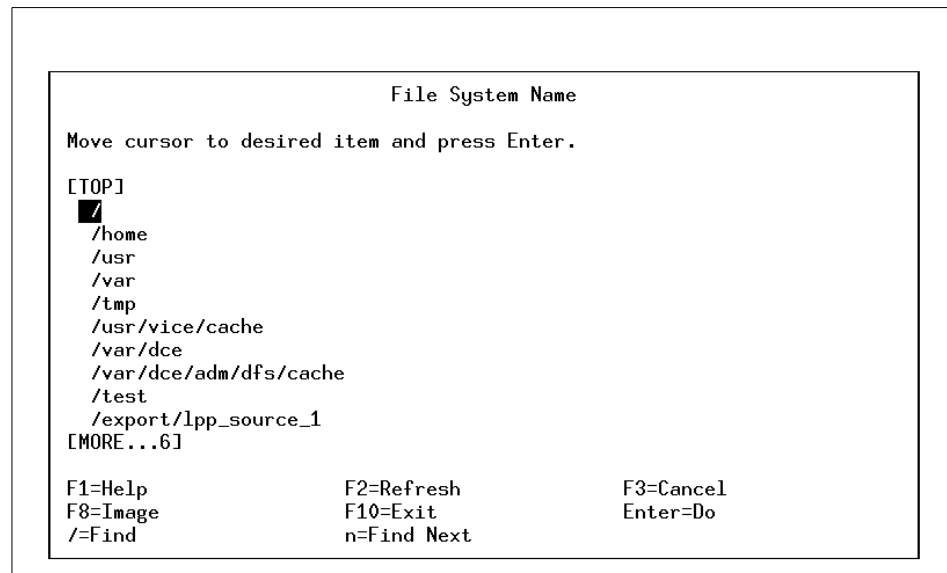 File System Name
Move cursor to desired item and press Enter.
[TOP]
/
/home
/usr
/var
/tmp
/usr/vice/cache
/var/dce
/var/dce/adm/dfs/cache
/test
/export/lpp_source_1
[MORE...6]
F1=Help F2=Refresh F3=Cancel
F8=Image F10=Exit Enter=Do
/=Find n=Find Next